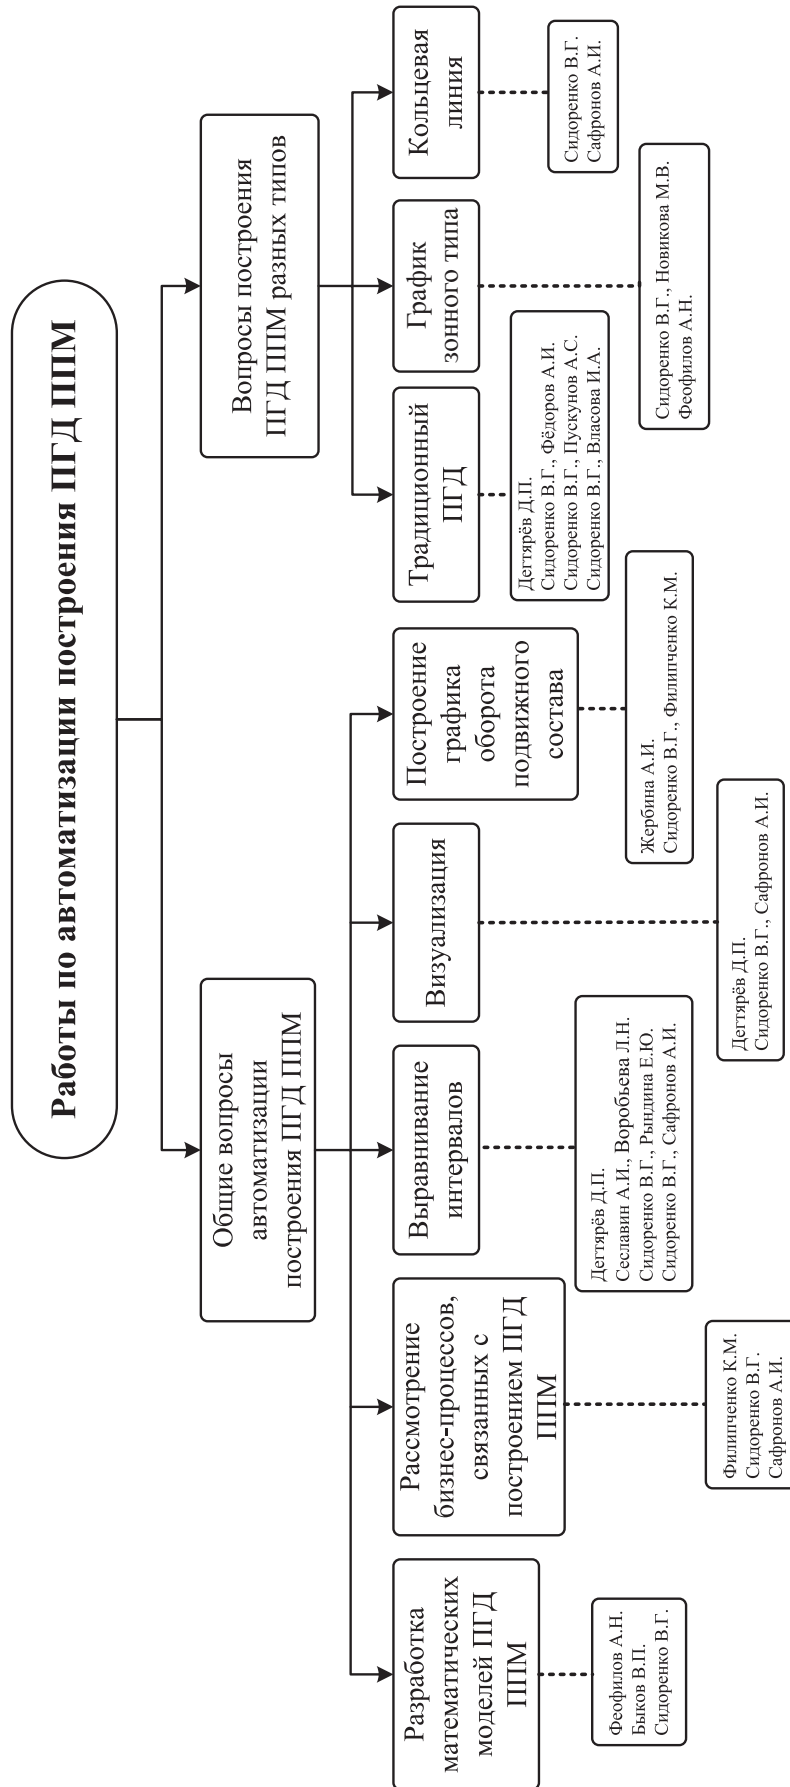 Работы по автоматизации построения ПГД ППМ
Общие вопросы
автоматизации
построения ПГД ППМ
Вопросы построения
ПГД ППМ разных типов
Разработка
математических
моделей ПГД
ППМ
Рассмотрение
бизнес-процессов,
связанных с
построением ПГД
ППМ
Выравнивание
интервалов
Визуализация
Построение
графика
оборота
подвижного
состава
Традиционный
ПГД
График
зонного типа
Кольцевая
линия
Феофилов А.Н.
Быков В.П.
Сидоренко В.Г.
Филипченко К.М.
Сидоренко В.Г.
Сафронов А.И.
Дегтярёв Д.П.
Сеславин А.И., Воробьева Л.Н.
Сидоренко В.Г., Рындина Е.Ю.
Сидоренко В.Г., Сафронов А.И.
Дегтярёв Д.П.
Сидоренко В.Г., Сафронов А.И.
Жербина А.И.
Сидоренко В.Г., Филипченко К.М.
Дегтярёв Д.П.
Сидоренко В.Г., Фёдоров А.И.
Сидоренко В.Г., Пускунов А.С.
Сидоренко В.Г., Власова И.А.
Сидоренко В.Г., Новикова М.В.
Феофилов А.Н.
Сидоренко В.Г.
Сафронов А.И.